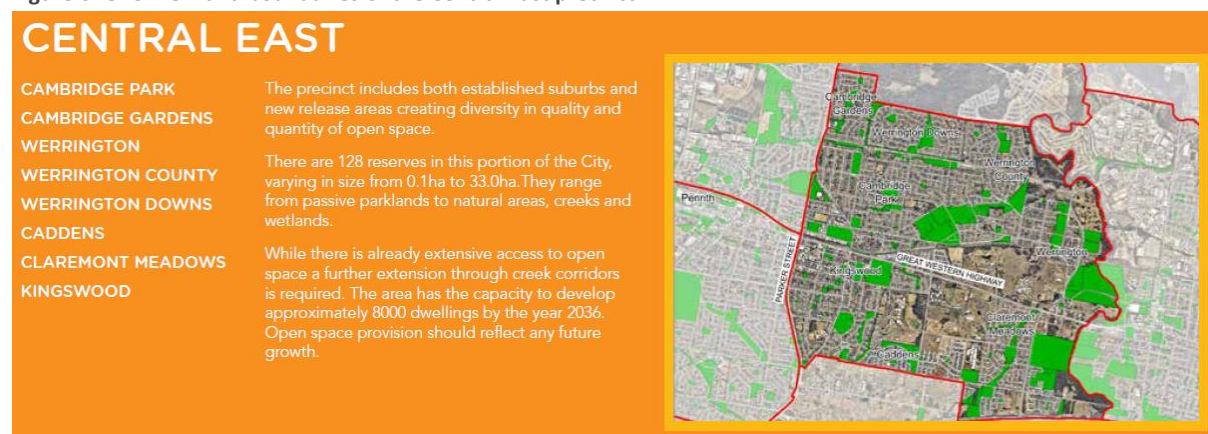 CENTRAL EAST
CAMBRIDGE PARK
CAMBRIDGE GARDENS
WERRINGTON
WERRINGTON COUNTY
WERRINGTON DOWNS
CADDENS
CLAREMONT MEADOWS
KINGSWOOD
The precinct includes both established suburbs and
new release areas creating diversity in quality and
quantity of open space.
There are 128 reserves in this portion of the City,
varying in size from 0.1ha to 33.0ha.They range
from passive parklands to natural areas, creeks and
wetlands.
While there is already extensive access to open
space a further extension through creek corridors
is required. The area has the capacity to develop
approximately 8000 dwellings by the year 2036.
Open space provision should reflect any future
growth.
Cambridge
Gardens
Werrington Downs
Werrington
County
Cambridge
Park
Penrith
Werrington
PARKER STREET
GREAT WESTERN HIGHWAY
Kingswood
Claremont
Meadows
Caddens